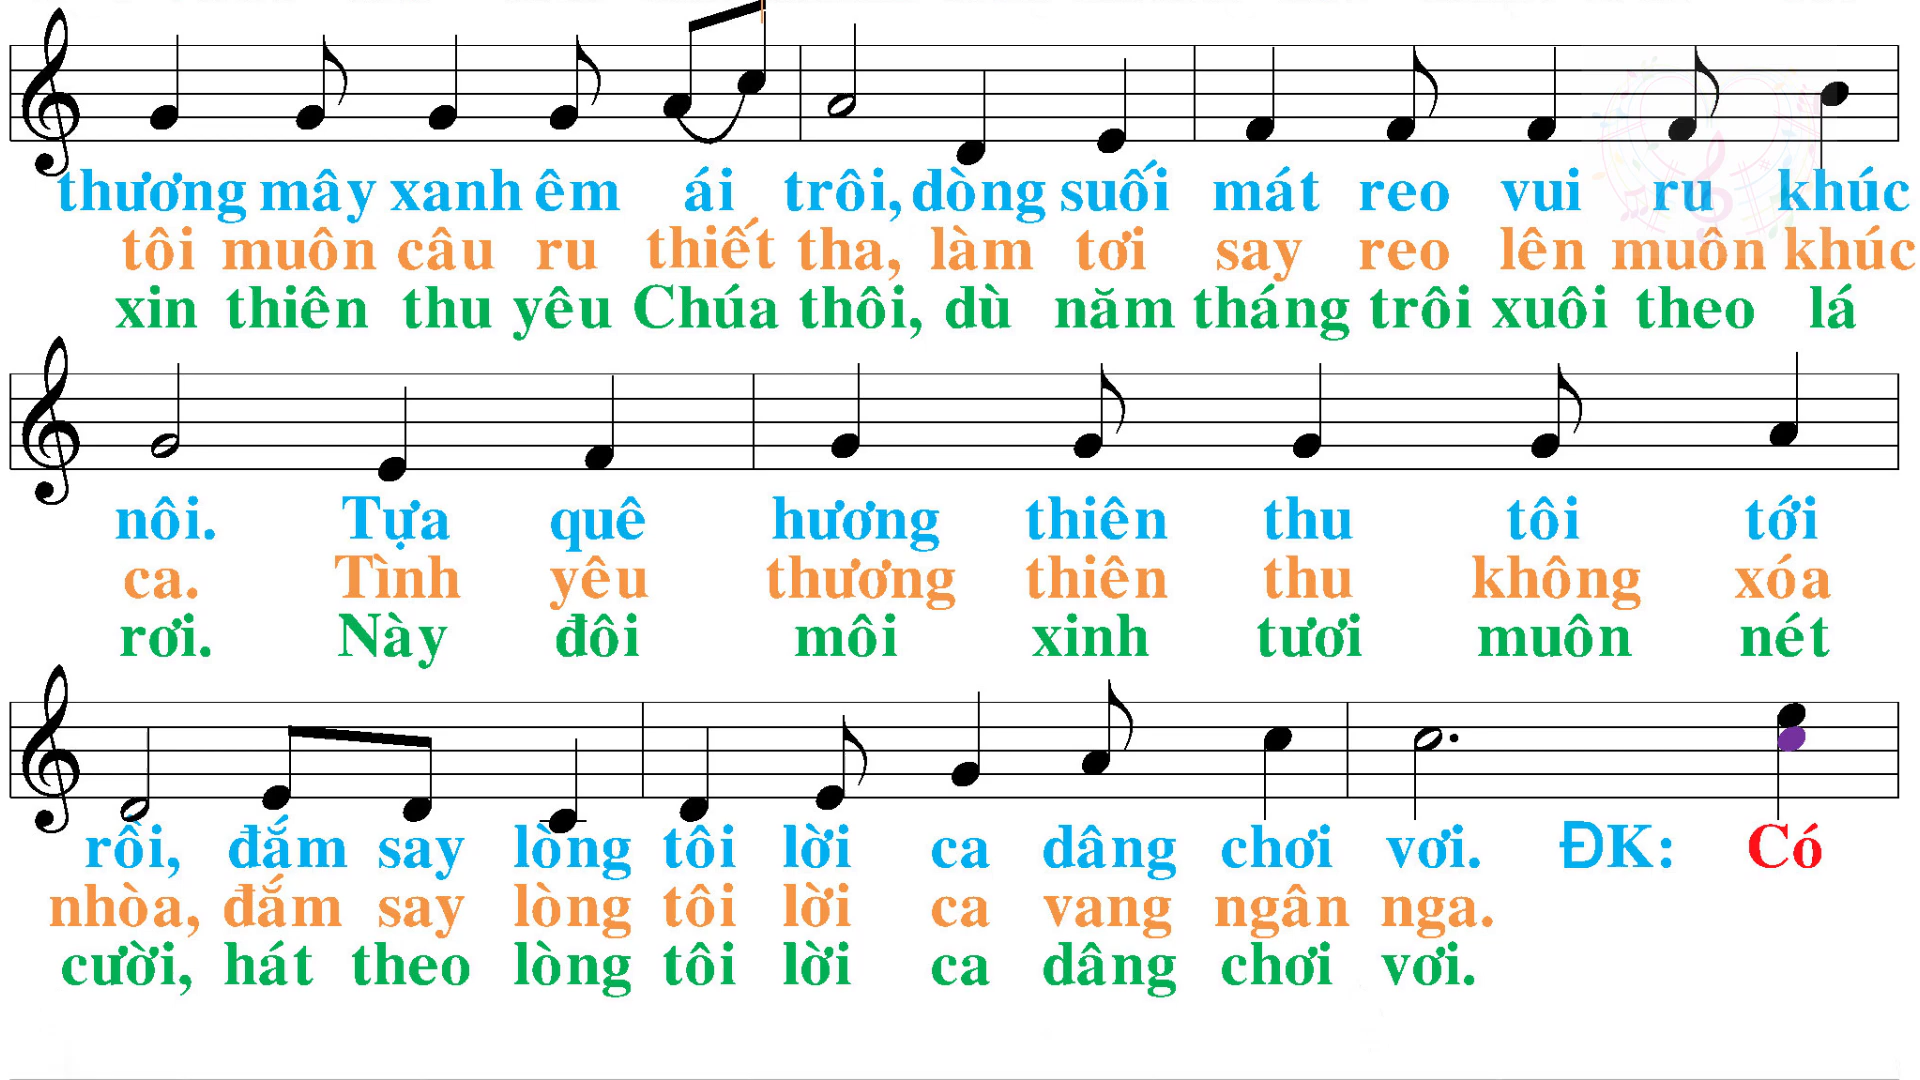 thương mây xanh êm ái trôi, dòng suối mát reo vui ru khúc
tôi muôn câu ru thiết tha, làm tơi say reo lên muôn khúc
xin thiên thu yêu Chúa thôi, dù năm tháng trôi xuôi theo lá
nôi. Tựa quê hương thiên thu tôi tới
ca. Tình yêu thương thiên thu không xóa
rơi. Này đôi môi xinh tươi muôn nét
rồi, đắm say lòng tôi lời ca dâng chơi vơi. ĐK: Có
nhòa, đắm say lòng tôi lời ca vang ngân nga.
cười, hát theo lòng tôi lời ca dâng chơi vơi.